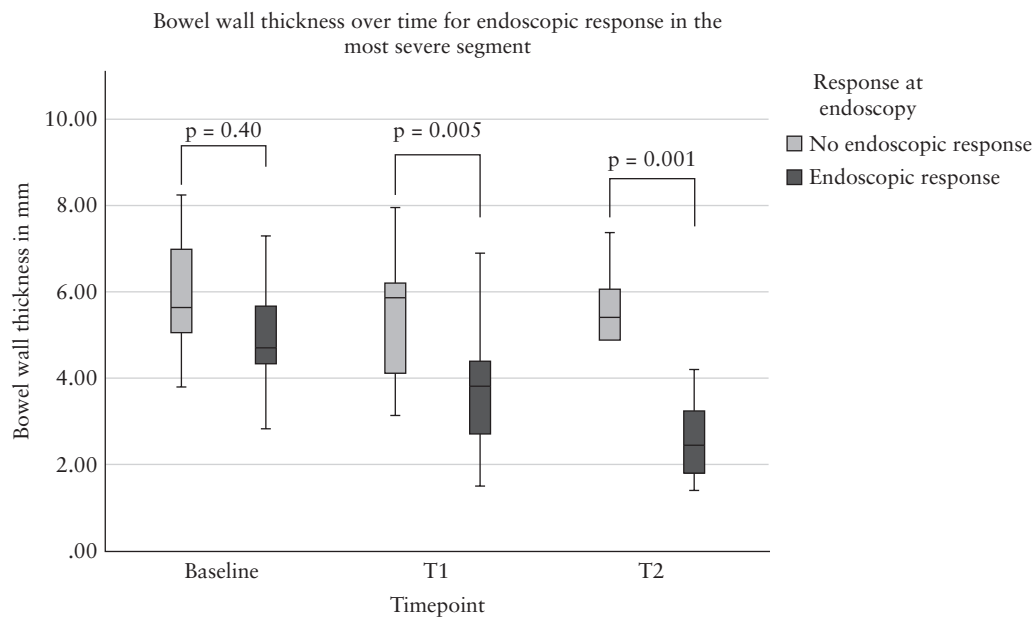 Bowel wall thickness over time for endoscopic response in the
most severe segment
Response at
endoscopy
No endoscopic response
Endoscopic response
Bowel wall thickness in mm
10.00
8.00
6.00
4.00
2.00
.00
p = 0.40
p = 0.005
p = 0.001
Baseline
T1
T2
Timepoint